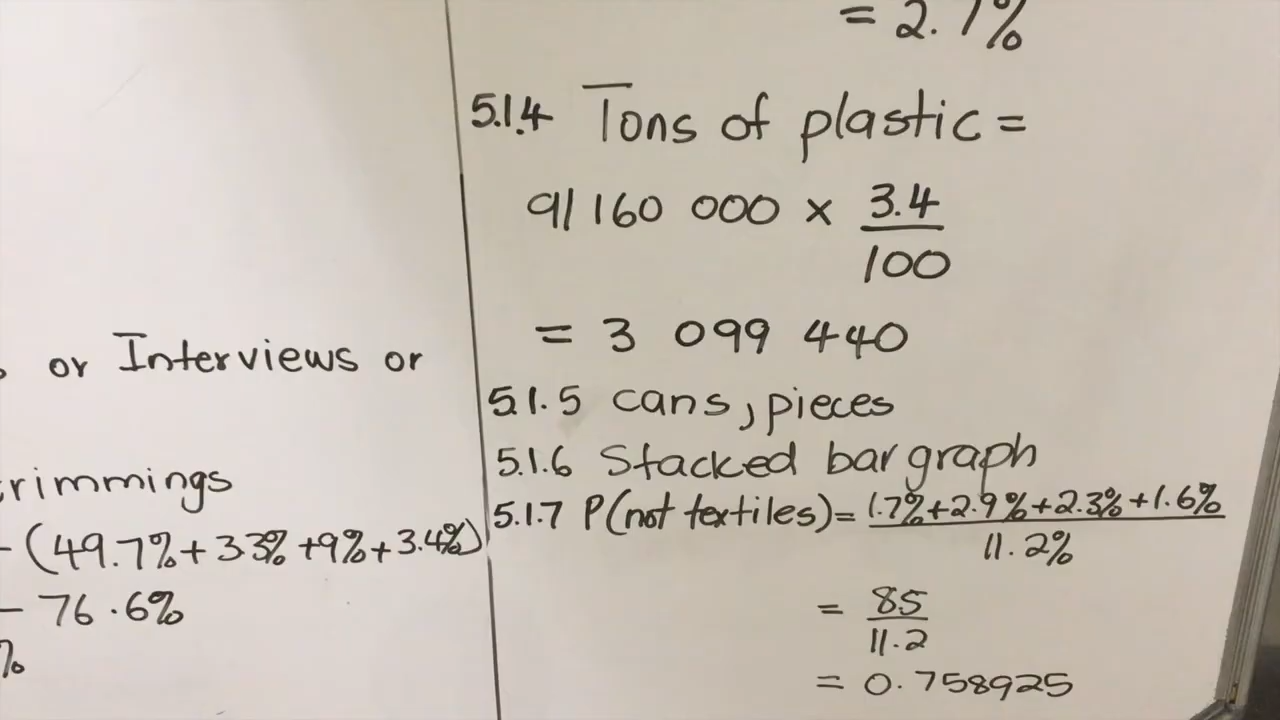 or Interviews or
rimmings
- (49.7%+33%+9%+3.4%)
- 76.6%
%
= 2.7%
5.1.4 Tons of plastic =
91 160 000 × 3.4
100
= 3 099 440
5.1.5 cans, pieces
5.1.6 Stacked bar graph
5.1.7 P(not textiles)= 1.7%+2.9%+2.3%+1.6%
11.2%
= 85
11.2
= 0.758925